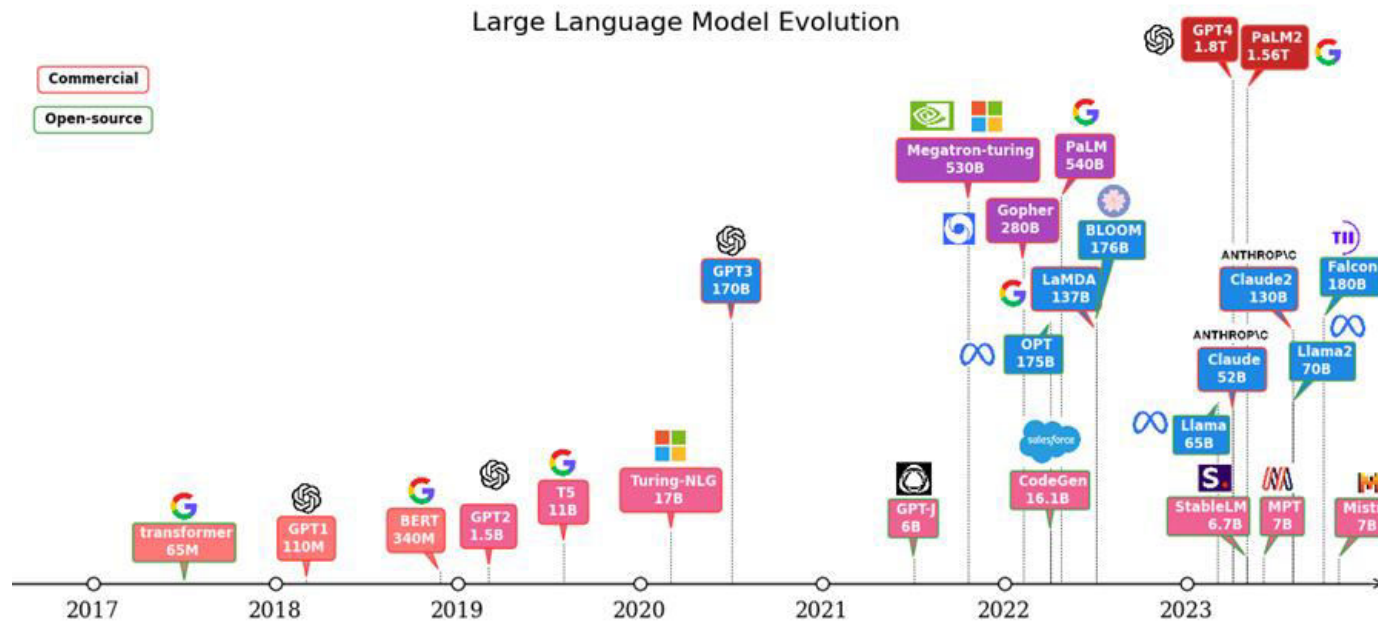 Large Language Model Evolution
Commercial
Open-source
GPT4
1.8T
PaLM2
1.56T
Megatron-turing
530B
PaLM
540B
Gopher
280B
BLOOM
176B
GPT3
170B
LaMDA
137B
ANTHROP\C
Claude2
130B
TII
Falcon
180B
OPT
175B
ANTHROP\C
Claude
52B
Llama2
70B
Llama
65B
salesforce
CodeGen
16.1B
Turing-NLG
17B
T5
11B
GPT-J
6B
S.
StableLM
6.7B
MPT
7B
Misti
7B
transformer
65M
GPT1
110M
BERT
340M
GPT2
1.5B
2017 2018 2019 2020 2021 2022 2023